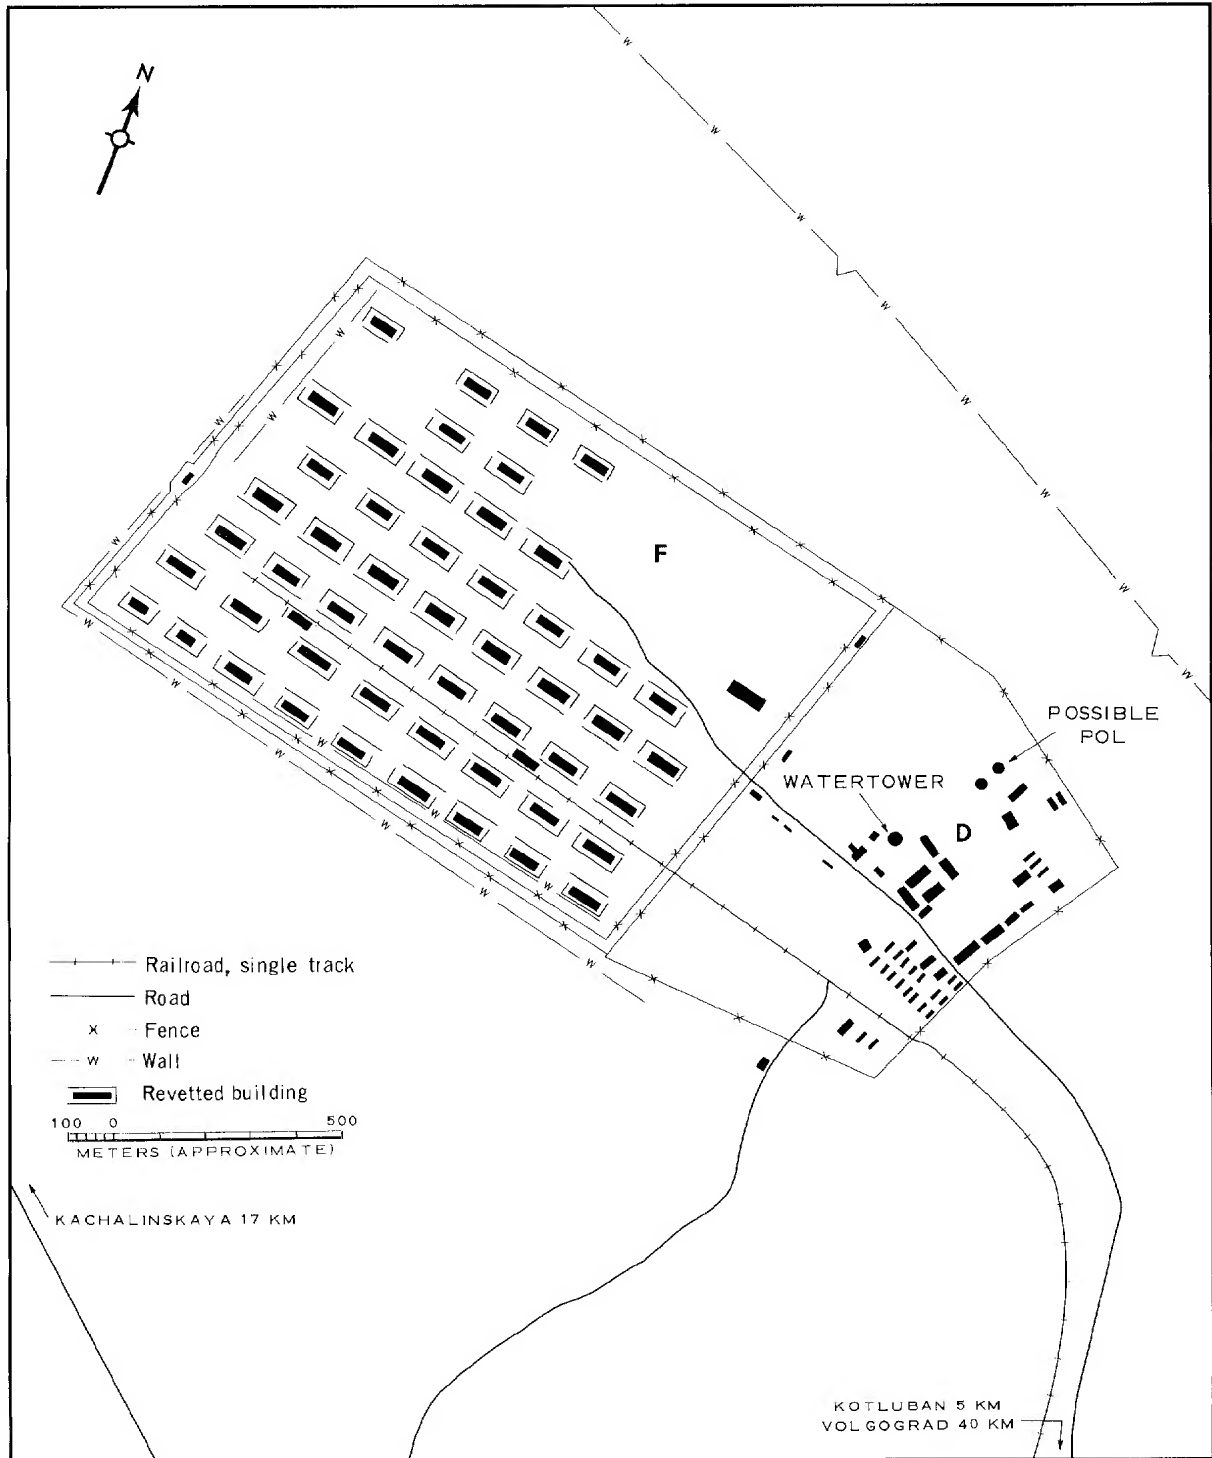 N
F
POSSIBLE
POL
WATERTOWER
D
Railroad, single track
Road
x Fence
w Wall
Revetted building
100 0 500
METERS (APPROXIMATE)
KACHALINSKAYA 17 KM
KOTLUBAN 5 KM
VOLGOGRAD 40 KM